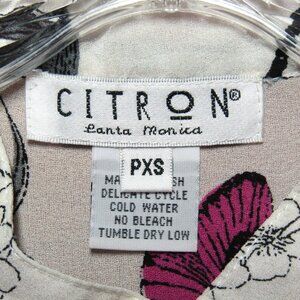 CITRON®
Santa Monica
PXS
DELICATE CYCLE
COLD WATER
NO BLEACH
TUMBLE DRY LOW